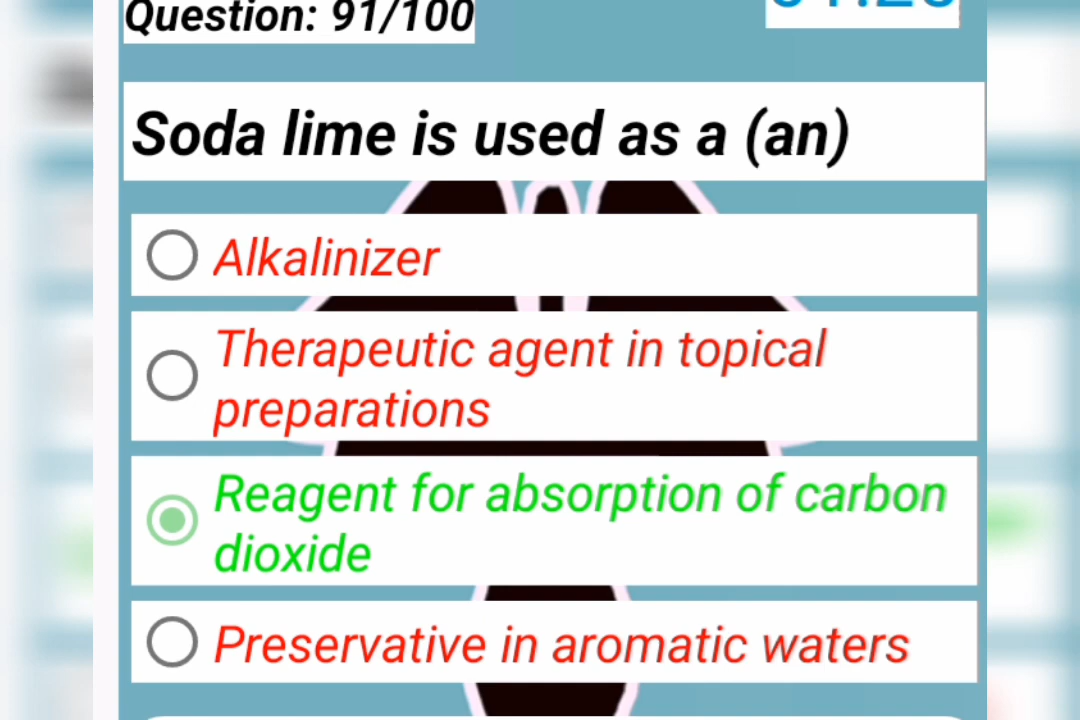 Question: 91/100
Soda lime is used as a (an)
Alkalinizer
Therapeutic agent in topical
preparations
Reagent for absorption of carbon
dioxide
Preservative in aromatic waters